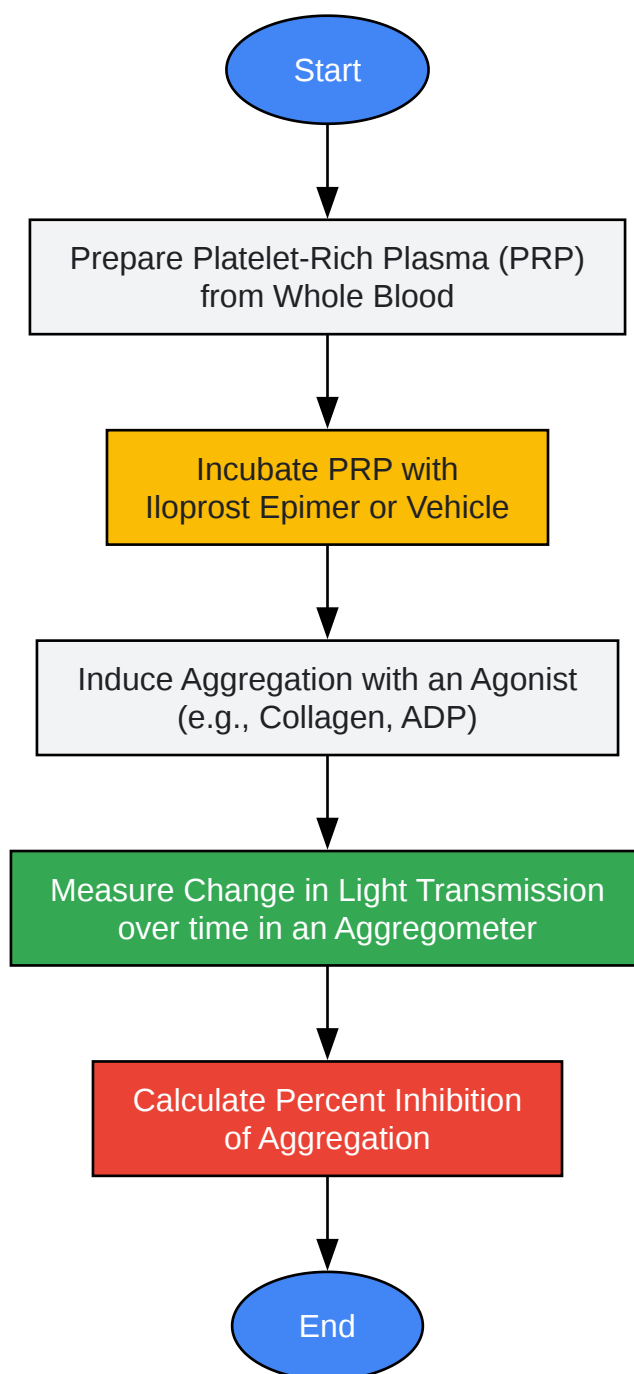 Start
Prepare Platelet-Rich Plasma (PRP)
from Whole Blood
Incubate PRP with
Iloprost Epimer or Vehicle
Induce Aggregation with an Agonist
(e.g., Collagen, ADP)
Measure Change in Light Transmission
over time in an Aggregometer
Calculate Percent Inhibition
of Aggregation
End